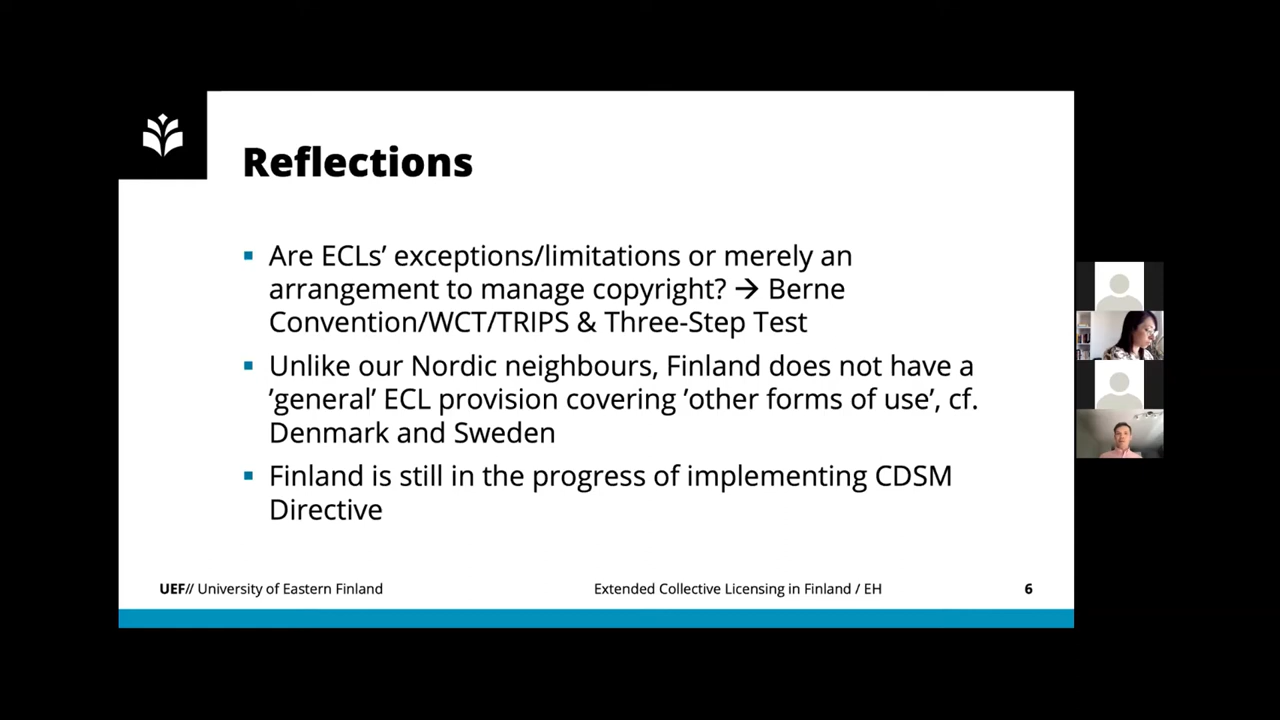 Reflections
▪ Are ECLs’ exceptions/limitations or merely an
arrangement to manage copyright? → Berne
Convention/WCT/TRIPS & Three-Step Test
▪ Unlike our Nordic neighbours, Finland does not have a
’general’ ECL provision covering ’other forms of use’, cf.
Denmark and Sweden
▪ Finland is still in the progress of implementing CDSM
Directive
UEF// University of Eastern Finland
Extended Collective Licensing in Finland / EH
6